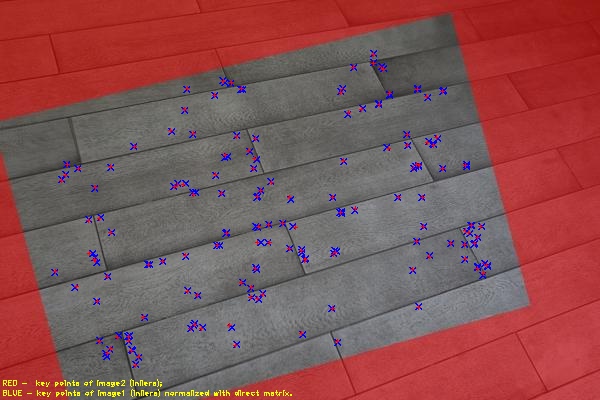 RED - key points of image2 (inliers);
BLUE - key points of image1 (inliers) normalized with direct matrix.